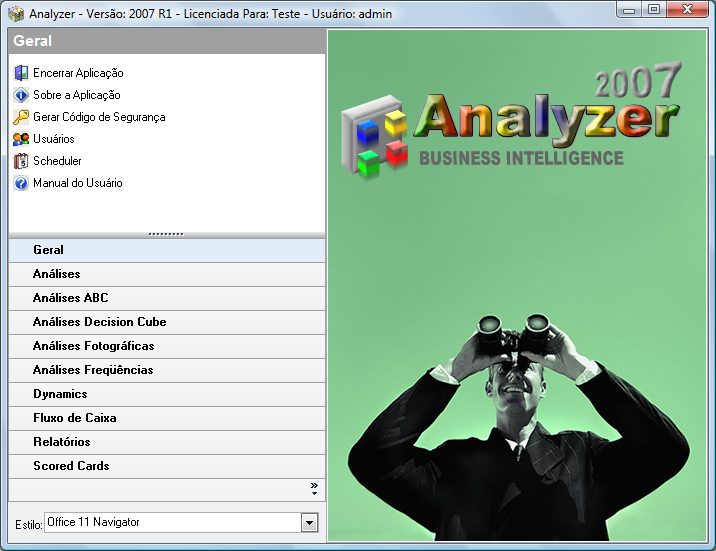 Analyzer - Versão: 2007 R1 - Licenciada Para: Teste - Usuário: admin
Geral
Encerrar Aplicação
Sobre a Aplicação
Gerar Código de Segurança
Usuários
Scheduler
Manual do Usuário
Geral
Análises
Análises ABC
Análises Decision Cube
Análises Fotográficas
Análises Freqüências
Dynamics
Fluxo de Caixa
Relatórios
Scored Cards
Estilo: Office 11 Navigator
2007
Analyzer
BUSINESS INTELLIGENCE